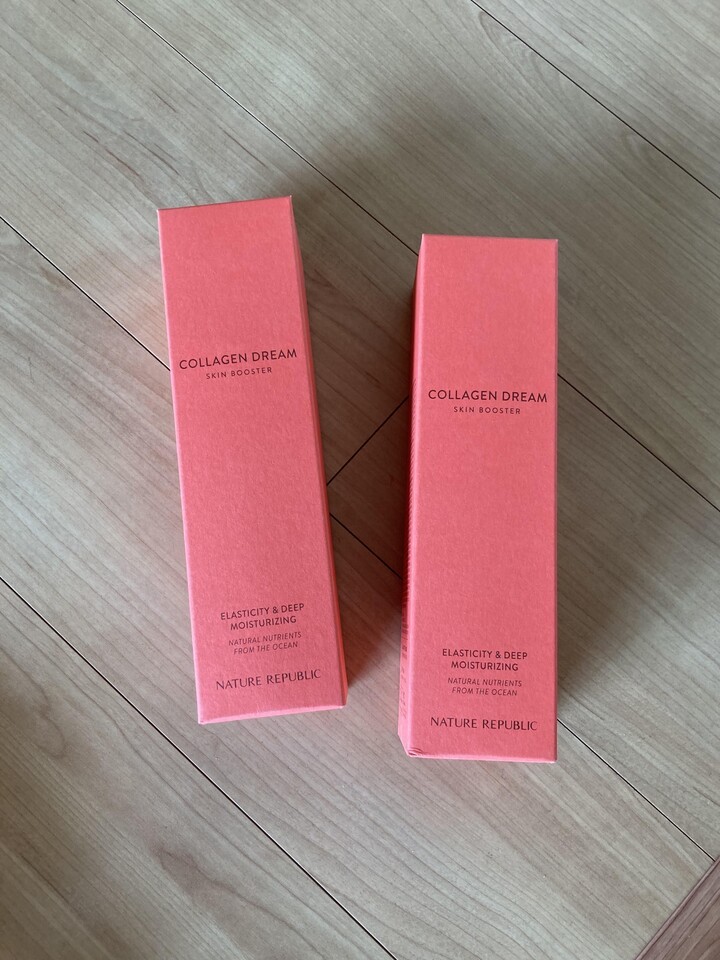 COLLAGEN DREAM
SKIN BOOSTER
ELASTICITY & DEEP
MOISTURIZING
NATURAL NUTRIENTS
FROM THE OCEAN
NATURE REPUBLIC
COLLAGEN DREAM
SKIN BOOSTER
ELASTICITY & DEEP
MOISTURIZING
NATURAL NUTRIENTS
FROM THE OCEAN
NATURE REPUBLIC